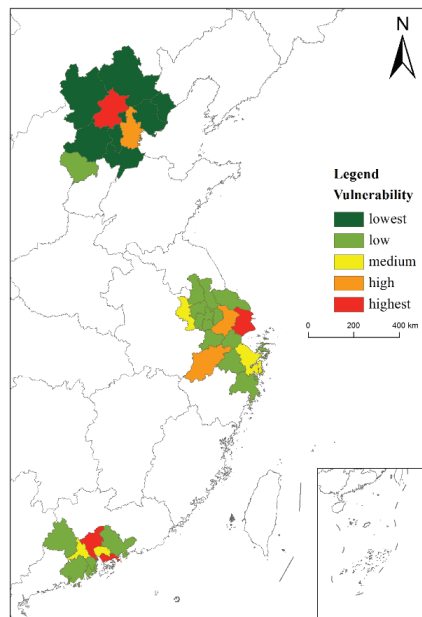 N
Legend
Vulnerability
lowest
low
medium
high
highest
0 200 400 km